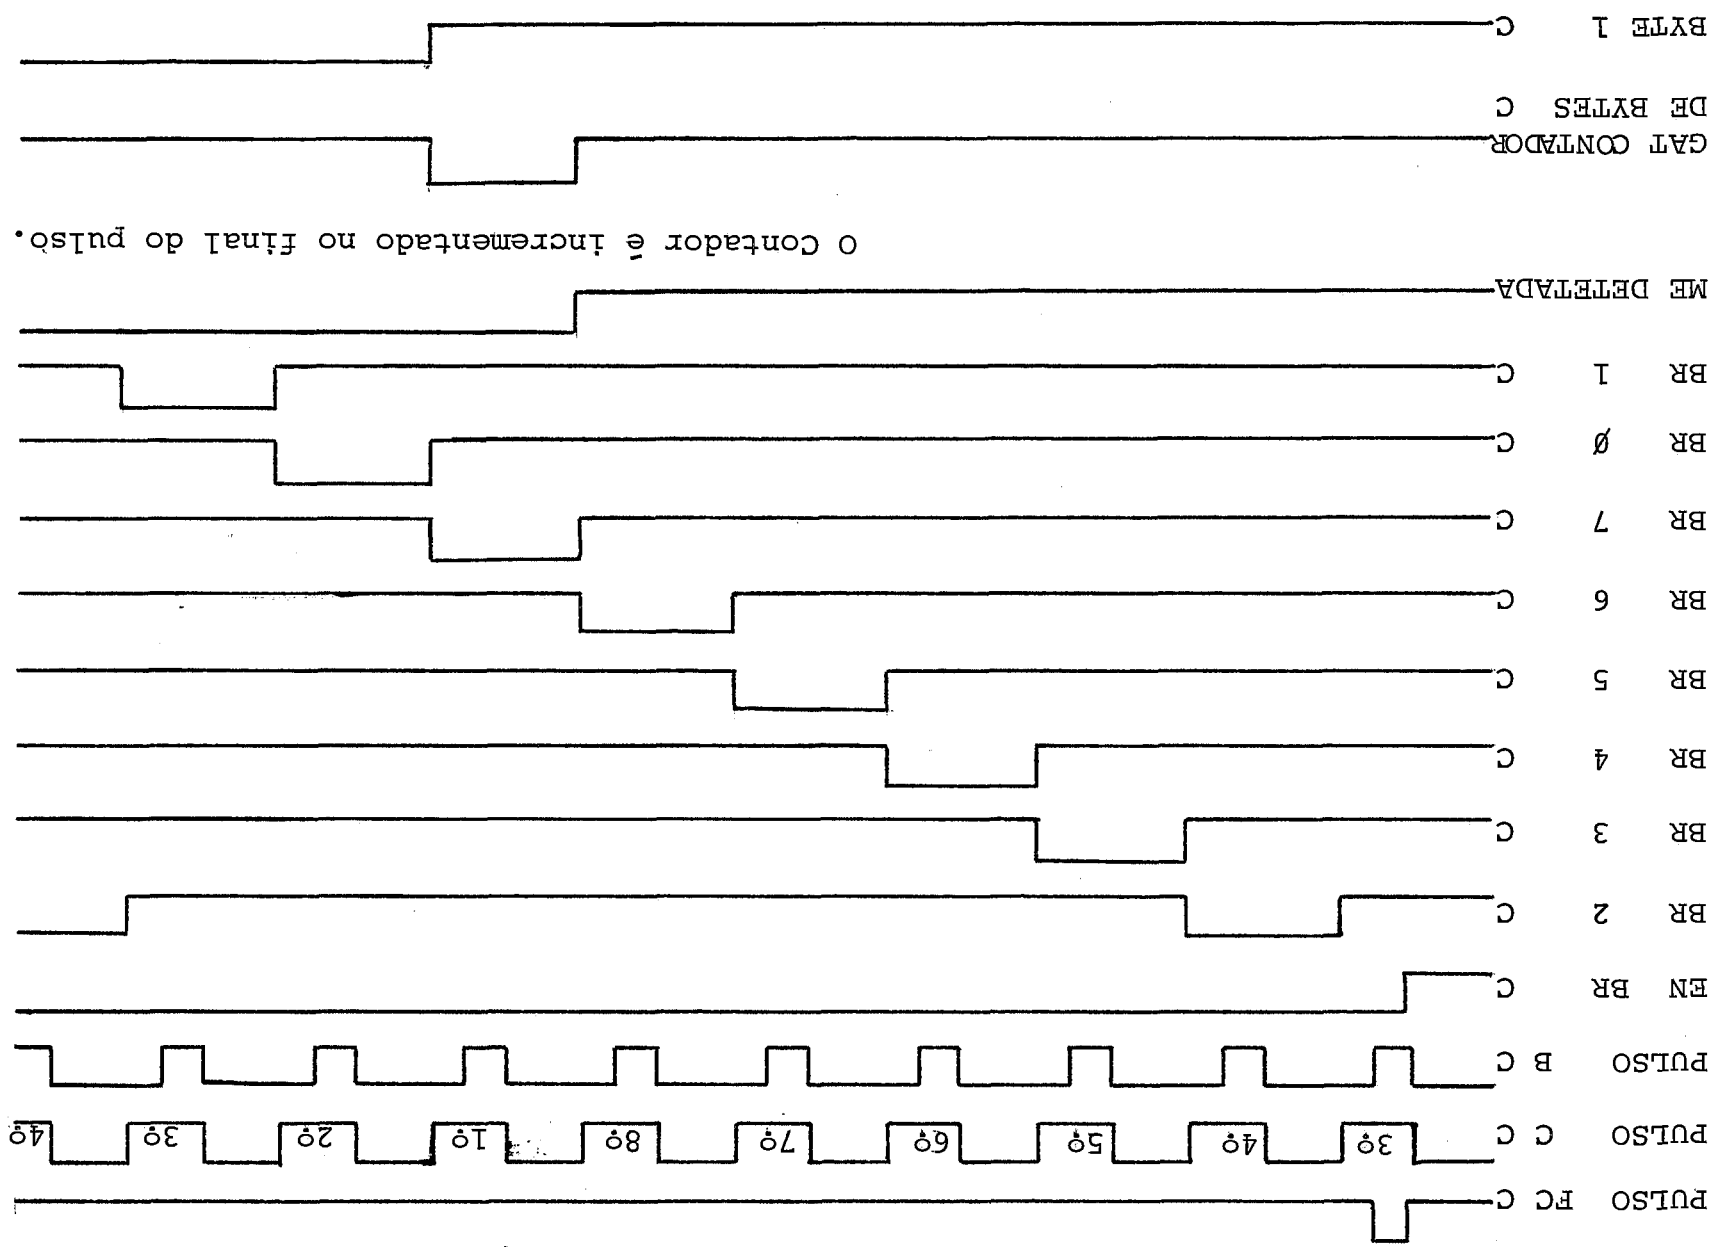 PULSO FC C
PULSO C C 3º 4º 5º 6º 7º 8º 1º 2º 3º 4º
PULSO B C
EN BR C
BR 2 C
BR 3 C
BR 4 C
BR 5 C
BR 6 C
BR 7 C
BR Ø C
BR 1 C
ME DETETADA
O Contador é incrementado no final do pulso.
GAT CONTADOR
DE BYTES C
BYTE 1 C